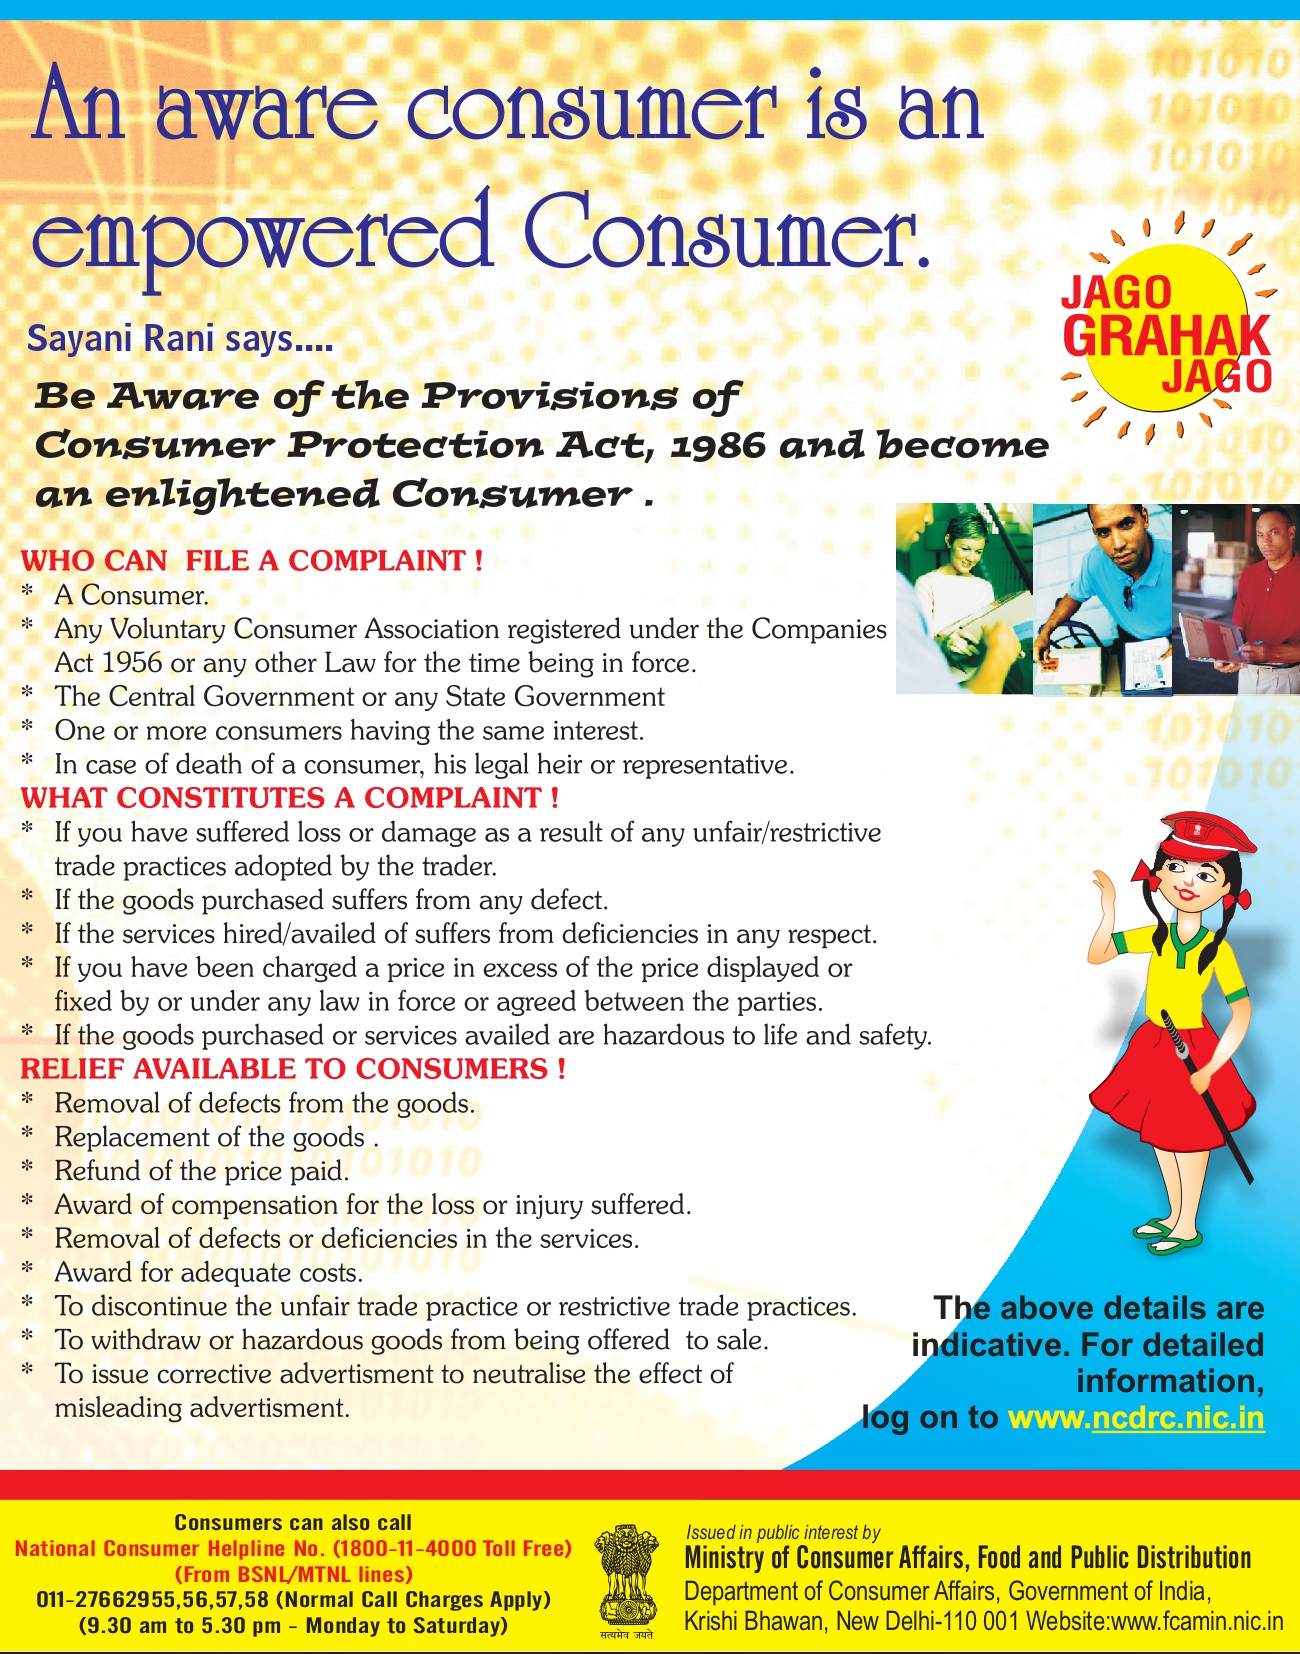 An aware consumer is an
empowered Consumer.
JAGO
GRAHAK
JAGO
Sayani Rani says....
Be Aware of the Provisions of
Consumer Protection Act, 1986 and become
an enlightened Consumer .
WHO CAN  FILE A COMPLAINT !
* A Consumer.
* Any Voluntary Consumer Association registered under the Companies
Act 1956 or any other Law for the time being in force.
* The Central Government or any State Government
* One or more consumers having the same interest.
* In case of death of a consumer, his legal heir or representative.
WHAT CONSTITUTES A COMPLAINT !
* If you have suffered loss or damage as a result of any unfair/restrictive
trade practices adopted by the trader.
* If the goods purchased suffers from any defect.
* If the services hired/availed of suffers from deficiencies in any respect.
* If you have been charged a price in excess of the price displayed or
fixed by or under any law in force or agreed between the parties.
* If the goods purchased or services availed are hazardous to life and safety.
RELIEF AVAILABLE TO CONSUMERS !
* Removal of defects from the goods.
* Replacement of the goods .
* Refund of the price paid.
* Award of compensation for the loss or injury suffered.
* Removal of defects or deficiencies in the services.
* Award for adequate costs.
* To discontinue the unfair trade practice or restrictive trade practices.
* To withdraw or hazardous goods from being offered  to sale.
* To issue corrective advertisment to neutralise the effect of
misleading advertisment.
The above details are
indicative. For detailed
information,
log on to www.ncdrc.nic.in
Consumers can also call
National Consumer Helpline No. (1800-11-4000 Toll Free)
(From BSNL/MTNL lines)
011-27662955,56,57,58 (Normal Call Charges Apply)
(9.30 am to 5.30 pm - Monday to Saturday)
सत्यमेव जयते
Issued in public interest by
Ministry of Consumer Affairs, Food and Public Distribution
Department of Consumer Affairs, Government of India,
Krishi Bhawan, New Delhi-110 001 Website:www.fcamin.nic.in